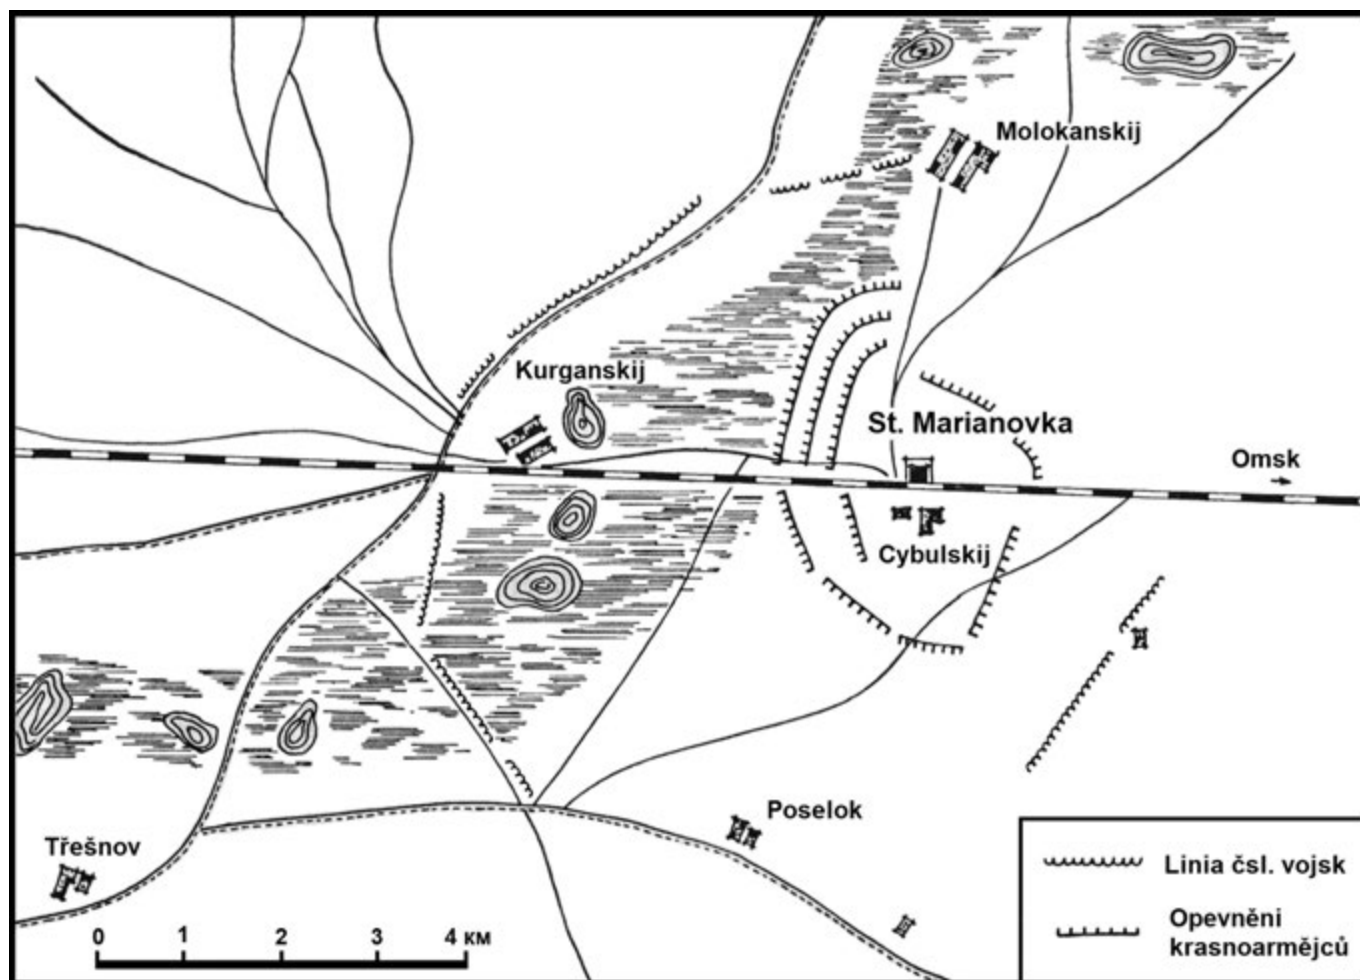 Molokanskij
Kurganskij
St. Marianovka
Omsk
Cybulskij
Poselok
Třešnov
0 1 2 3 4 км
Linia čsl. vojsk
Opevněni
krasnoarmějců